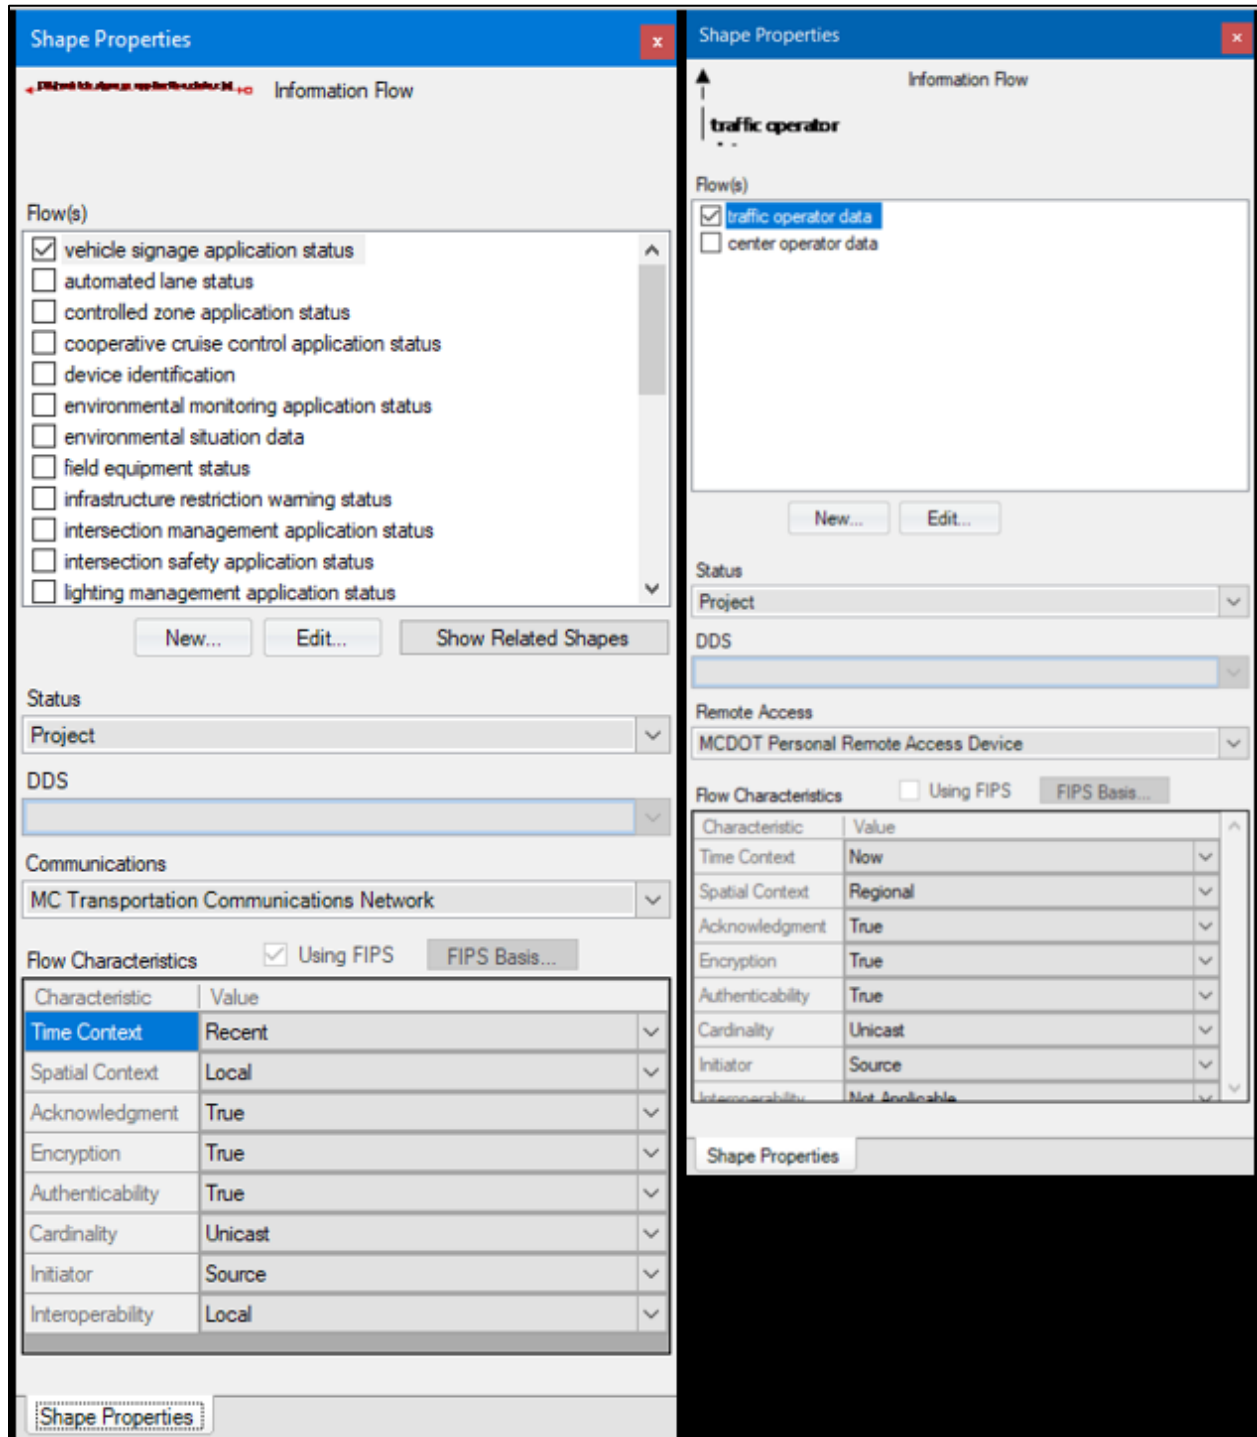 Shape Properties
x
Information Flow
Flow(s)
vehicle signage application status
automated lane status
controlled zone application status
cooperative cruise control application status
device identification
environmental monitoring application status
environmental situation data
field equipment status
infrastructure restriction warning status
intersection management application status
intersection safety application status
lighting management application status
New...
Edit...
Show Related Shapes
Status
Project
DDS
Communications
MC Transportation Communications Network
Flow Characteristics
Using FIPS
FIPS Basis...
Characteristic Value
Time Context Recent
Spatial Context Local
Acknowledgment True
Encryption True
Authenticability True
Cardinality Unicast
Initiator Source
Interoperability Local
Shape Properties
Shape Properties
x
Information Flow
traffic operator
Flow(s)
traffic operator data
center operator data
New...
Edit...
Status
Project
DDS
Remote Access
MCDOT Personal Remote Access Device
Flow Characteristics
Using FIPS
FIPS Basis...
Characteristic Value
Time Context Now
Spatial Context Regional
Acknowledgment True
Encryption True
Authenticability True
Cardinality Unicast
Initiator Source
Interoperability Not Applicable
Shape Properties